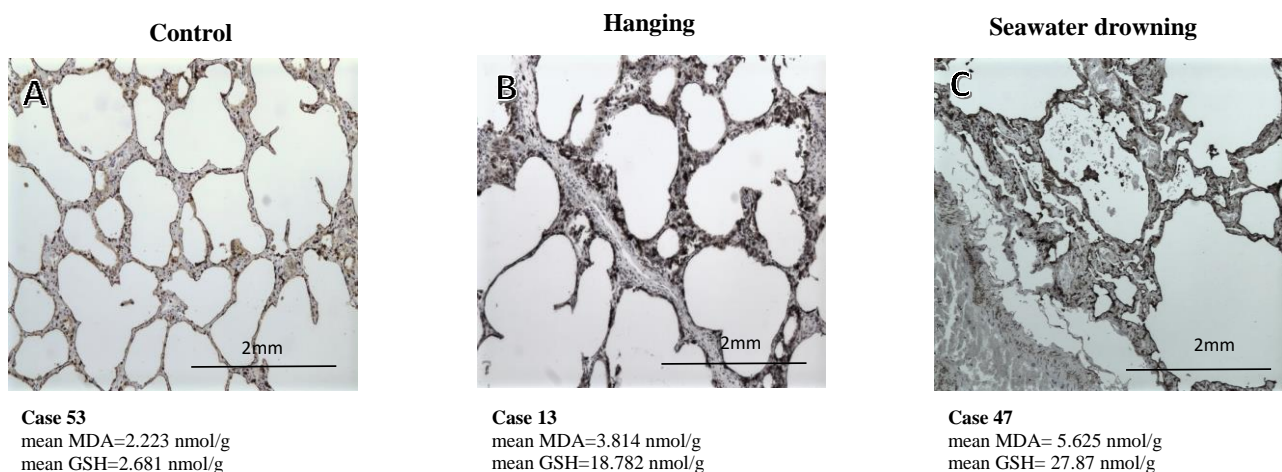 Control
Hanging
Seawater drowning
A
B
C
2mm
2mm
2mm
Case 53
mean MDA=2.223 nmol/g
mean GSH=2.681 nmol/g
Case 13
mean MDA=3.814 nmol/g
mean GSH=18.782 nmol/g
Case 47
mean MDA= 5.625 nmol/g
mean GSH= 27.87 nmol/g